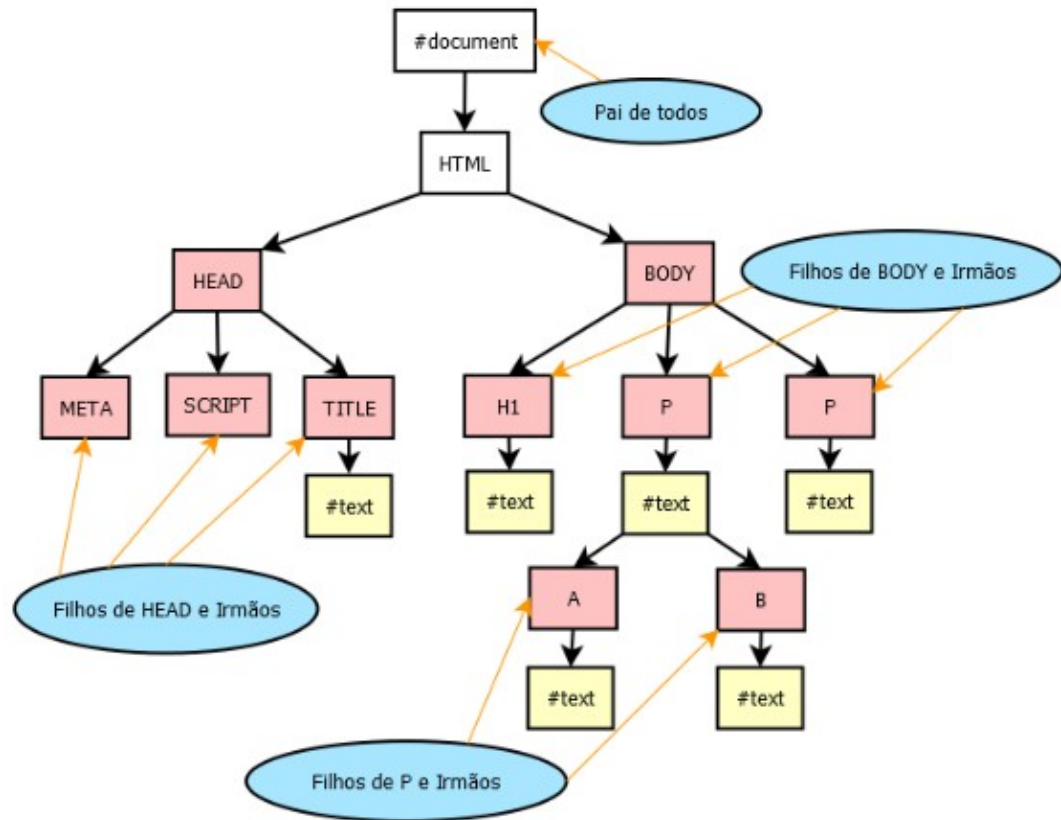 #document
Pai de todos
HTML
HEAD
BODY
Filhos de BODY e Irmãos
META
SCRIPT
TITLE
H1
P
P
#text
#text
#text
#text
Filhos de HEAD e Irmãos
A
B
#text
#text
Filhos de P e Irmãos